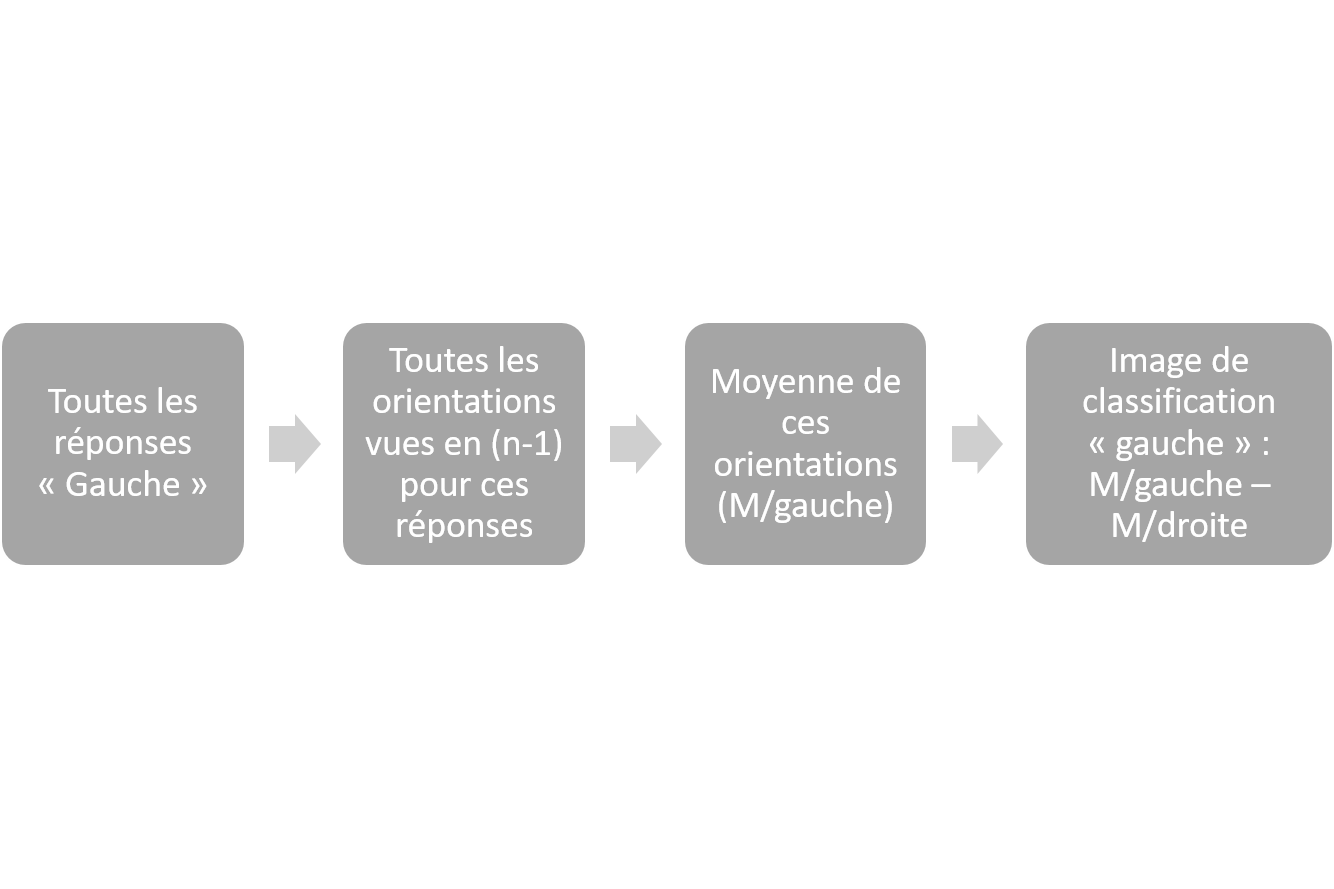 Toutes les
réponses
« Gauche »
Toutes les
orientations
vues en (n-1)
pour ces
réponses
Moyenne de
ces
orientations
(M/gauche)
Image de
classification
« gauche » :
M/gauche –
M/droite